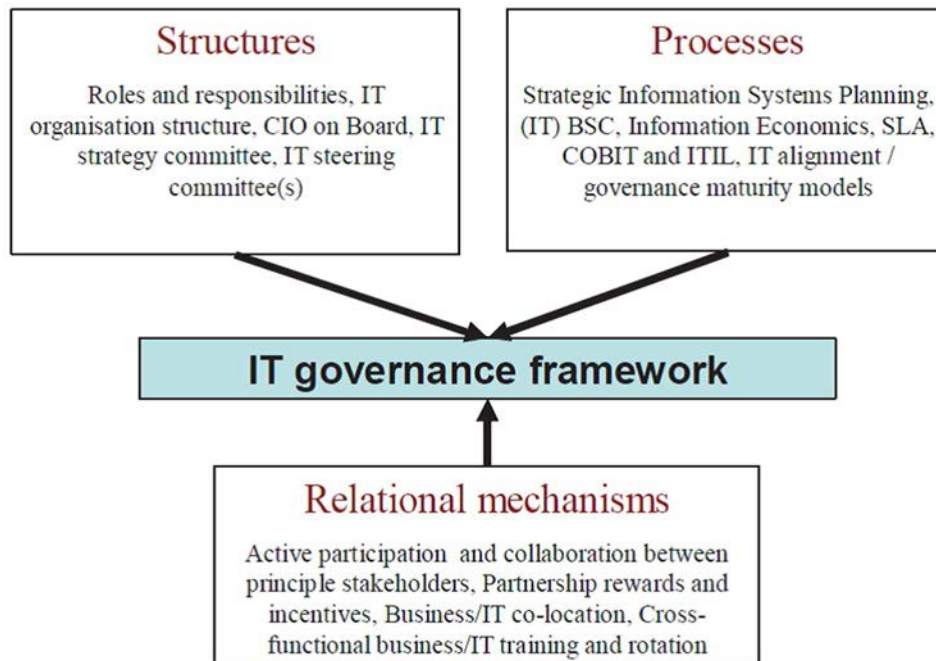 Structures
Roles and responsibilities, IT
organisation structure, CIO on Board, IT
strategy committee, IT steering
committee(s)
Processes
Strategic Information Systems Planning,
(IT) BSC, Information Economics, SLA,
COBIT and ITIL, IT alignment /
governance maturity models
IT governance framework
Relational mechanisms
Active participation and collaboration between
principle stakeholders, Partnership rewards and
incentives, Business/IT co-location, Cross-
functional business/IT training and rotation